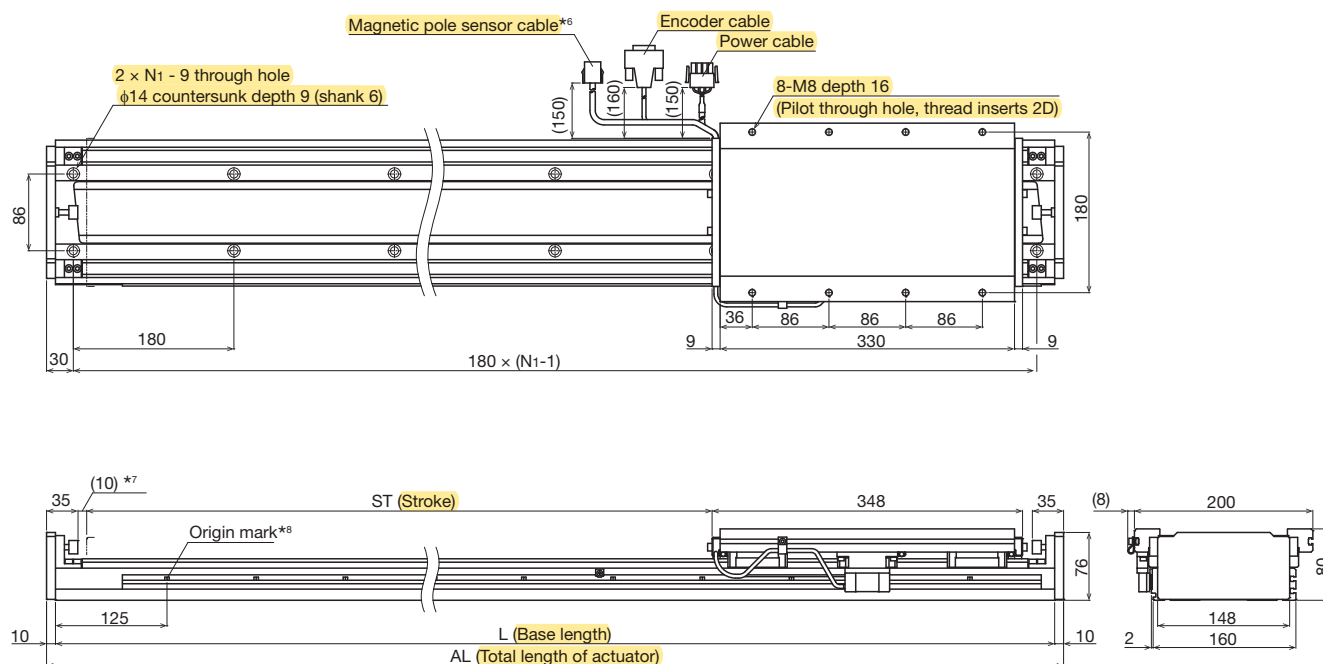 Magnetic pole sensor cable*6
Encoder cable
Power cable
2 × N1 - 9 through hole
ϕ14 countersunk depth 9 (shank 6)
8-M8 depth 16
(Pilot through hole, thread inserts 2D)
(150)
(160)
(150)
86
180
36
86
86
86
180
9
330
9
30
180 × (N1-1)
(10) *7
35
ST (Stroke)
348
35
(8)
200
Origin mark*8
76
80
125
148
10
L (Base length)
10
2
160
AL (Total length of actuator)